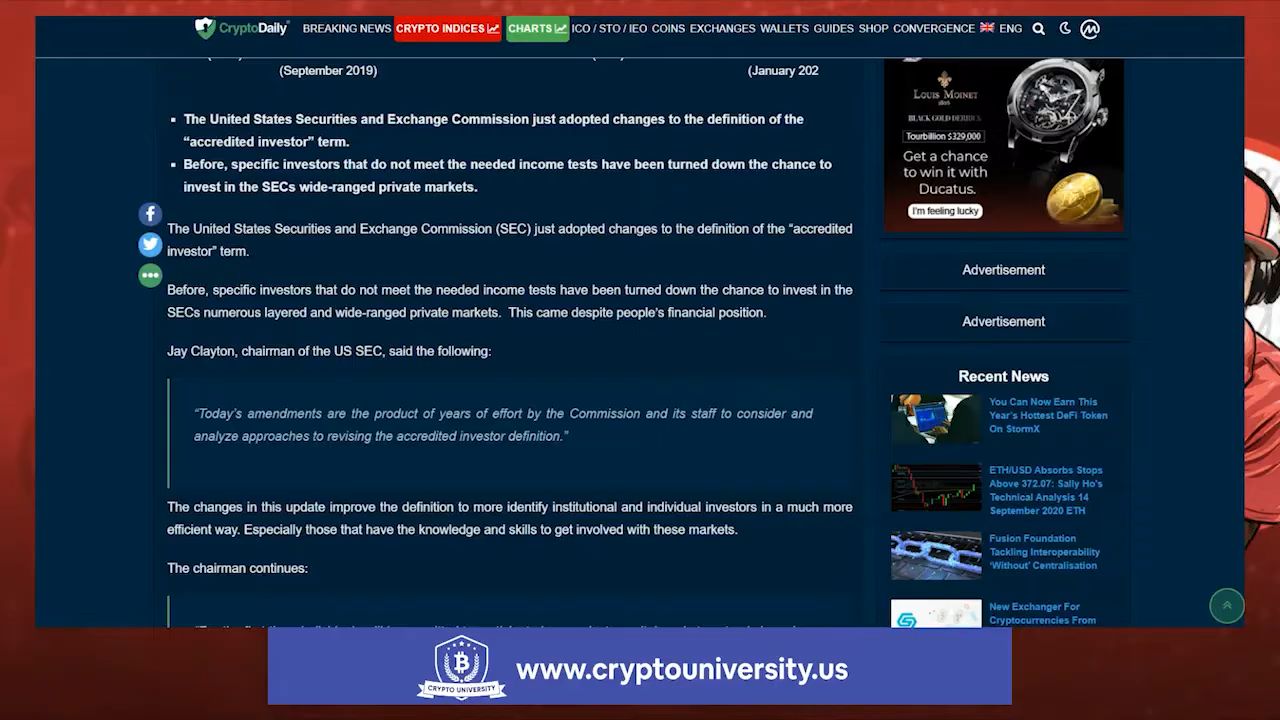 CryptoDaily
BREAKING NEWS CRYPTO INDICES CHARTS ICO / STO / IEO COINS EXCHANGES WALLETS GUIDES SHOP CONVERGENCE ENG
(September 2019)
(January 202
The United States Securities and Exchange Commission just adopted changes to the definition of the
“accredited investor” term.
Before, specific investors that do not meet the needed income tests have been turned down the chance to
invest in the SECs wide-ranged private markets.
The United States Securities and Exchange Commission (SEC) just adopted changes to the definition of the “accredited
investor” term.
Before, specific investors that do not meet the needed income tests have been turned down the chance to invest in the
SECs numerous layered and wide-ranged private markets. This came despite people's financial position.
Jay Clayton, chairman of the US SEC, said the following:
“Today's amendments are the product of years of effort by the Commission and its staff to consider and
analyze approaches to revising the accredited investor definition.”
The changes in this update improve the definition to more identify institutional and individual investors in a much more
efficient way. Especially those that have the knowledge and skills to get involved with these markets.
The chairman continues:
LOUIS MOINET
1806
BLACK GOLD DERRICK
Tourbillon $329,000
Get a chance
to win it with
Ducatus.
I'm feeling lucky
Advertisement
Advertisement
Recent News
You Can Now Earn This
Year's Hottest DeFi Token
On StormX
ETH/USD Absorbs Stops
Above 372.07: Sally Ho's
Technical Analysis 14
September 2020 ETH
Fusion Foundation
Tackling Interoperability
'Without' Centralisation
New Exchanger For
Cryptocurrencies From
CRYPTO UNIVERSITY
www.cryptouniversity.us